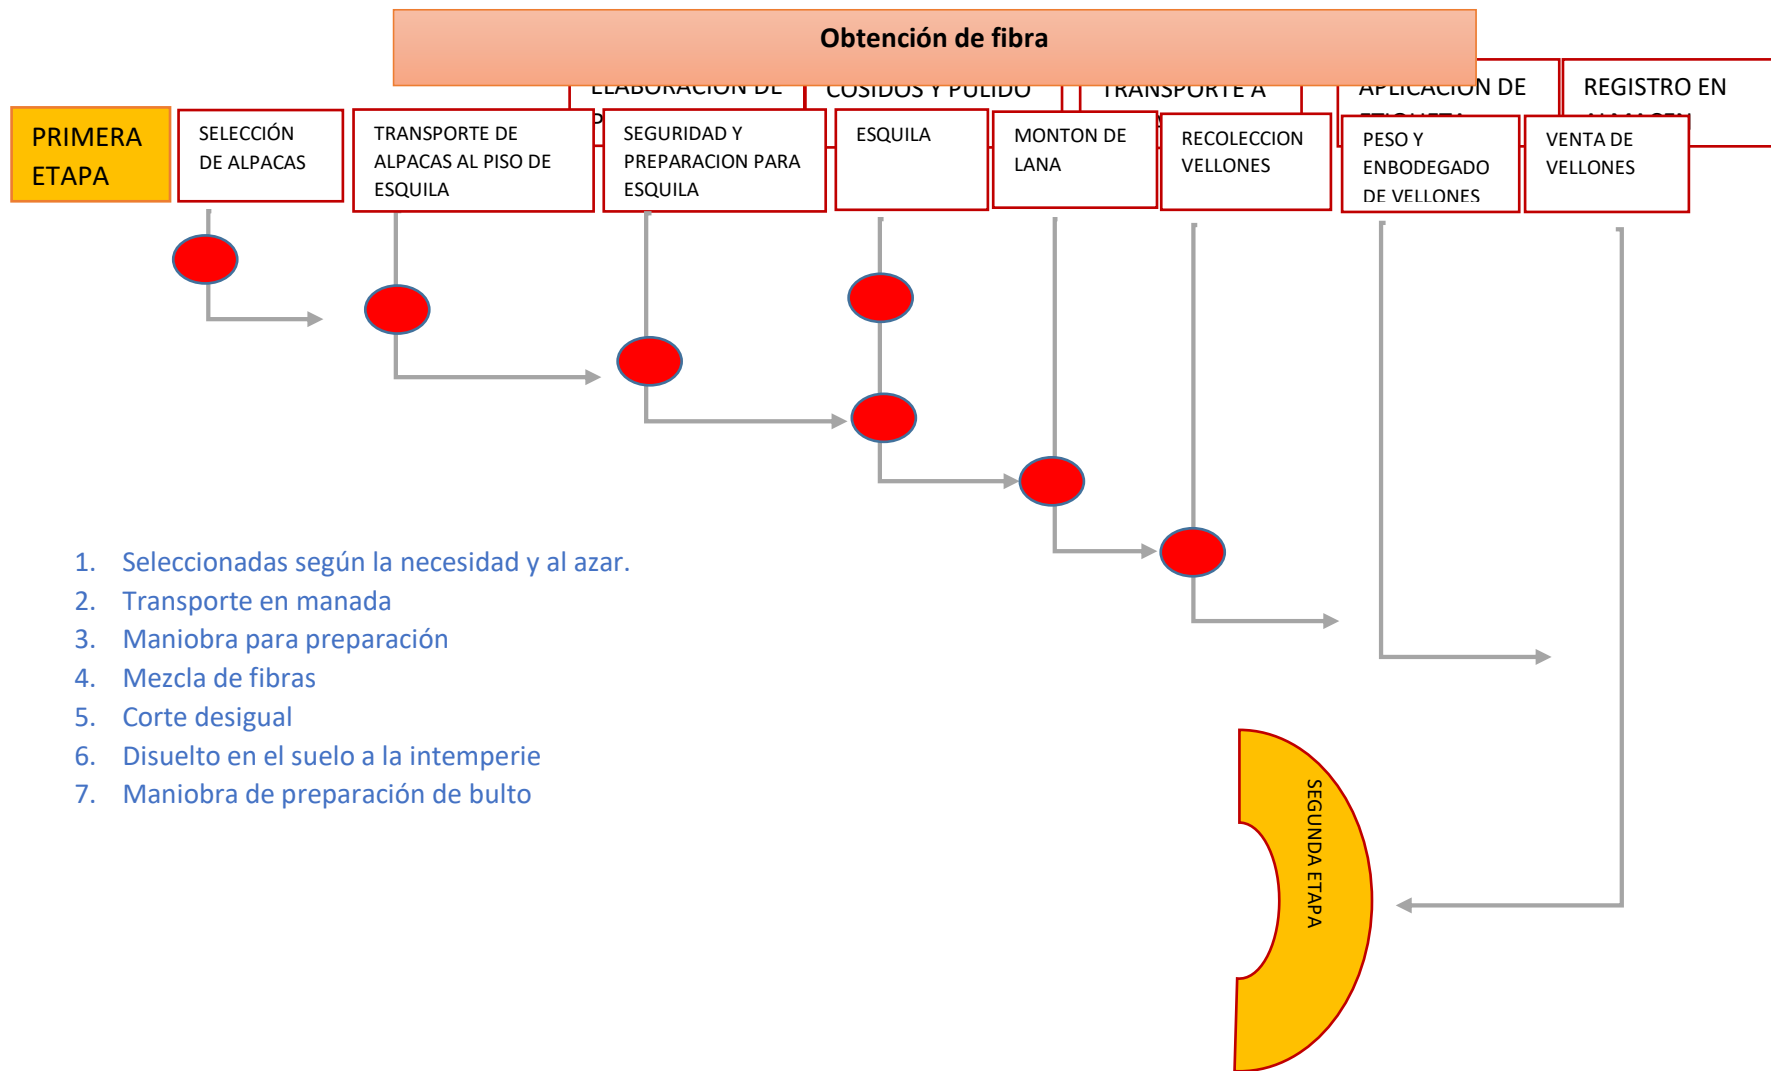 Obtención de fibra
ELABORACION DE
COSIDOS Y PULIDO
TRANSPORTE A
APLICACIÓN DE
REGISTRO EN
PRIMERA
ETAPA
SELECCIÓN
DE ALPACAS
TRANSPORTE DE
ALPACAS AL PISO DE
ESQUILA
SEGURIDAD Y
PREPARACION PARA
ESQUILA
ESQUILA
MONTON DE
LANA
RECOLECCION
VELLONES
PESO Y
ENBODEGADO
DE VELLONES
VENTA DE
VELLONES
1. Seleccionadas según la necesidad y al azar.
2. Transporte en manada
3. Maniobra para preparación
4. Mezcla de fibras
5. Corte desigual
6. Disuelto en el suelo a la intemperie
7. Maniobra de preparación de bulto
SEGUNDA ETAPA